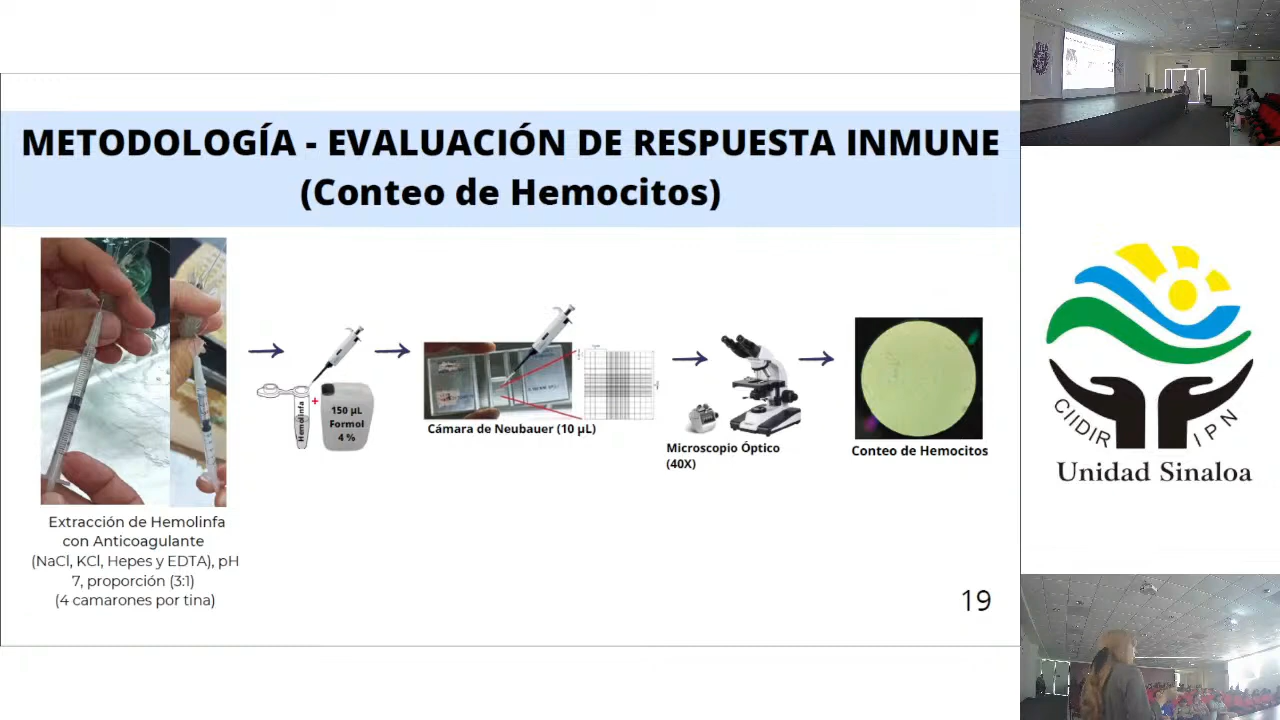 METODOLOGÍA - EVALUACIÓN DE RESPUESTA INMUNE
(Conteo de Hemocitos)
Hemolinfa
+
150 µL
Formol
4 %
Cámara de Neubauer (10 µL)
Microscopio Óptico
(40X)
Conteo de Hemocitos
Extracción de Hemolinfa
con Anticoagulante
(NaCl, KCl, Hepes y EDTA), pH
7, proporción (3:1)
(4 camarones por tina)
19
CIIDIR IPN
Unidad Sinaloa